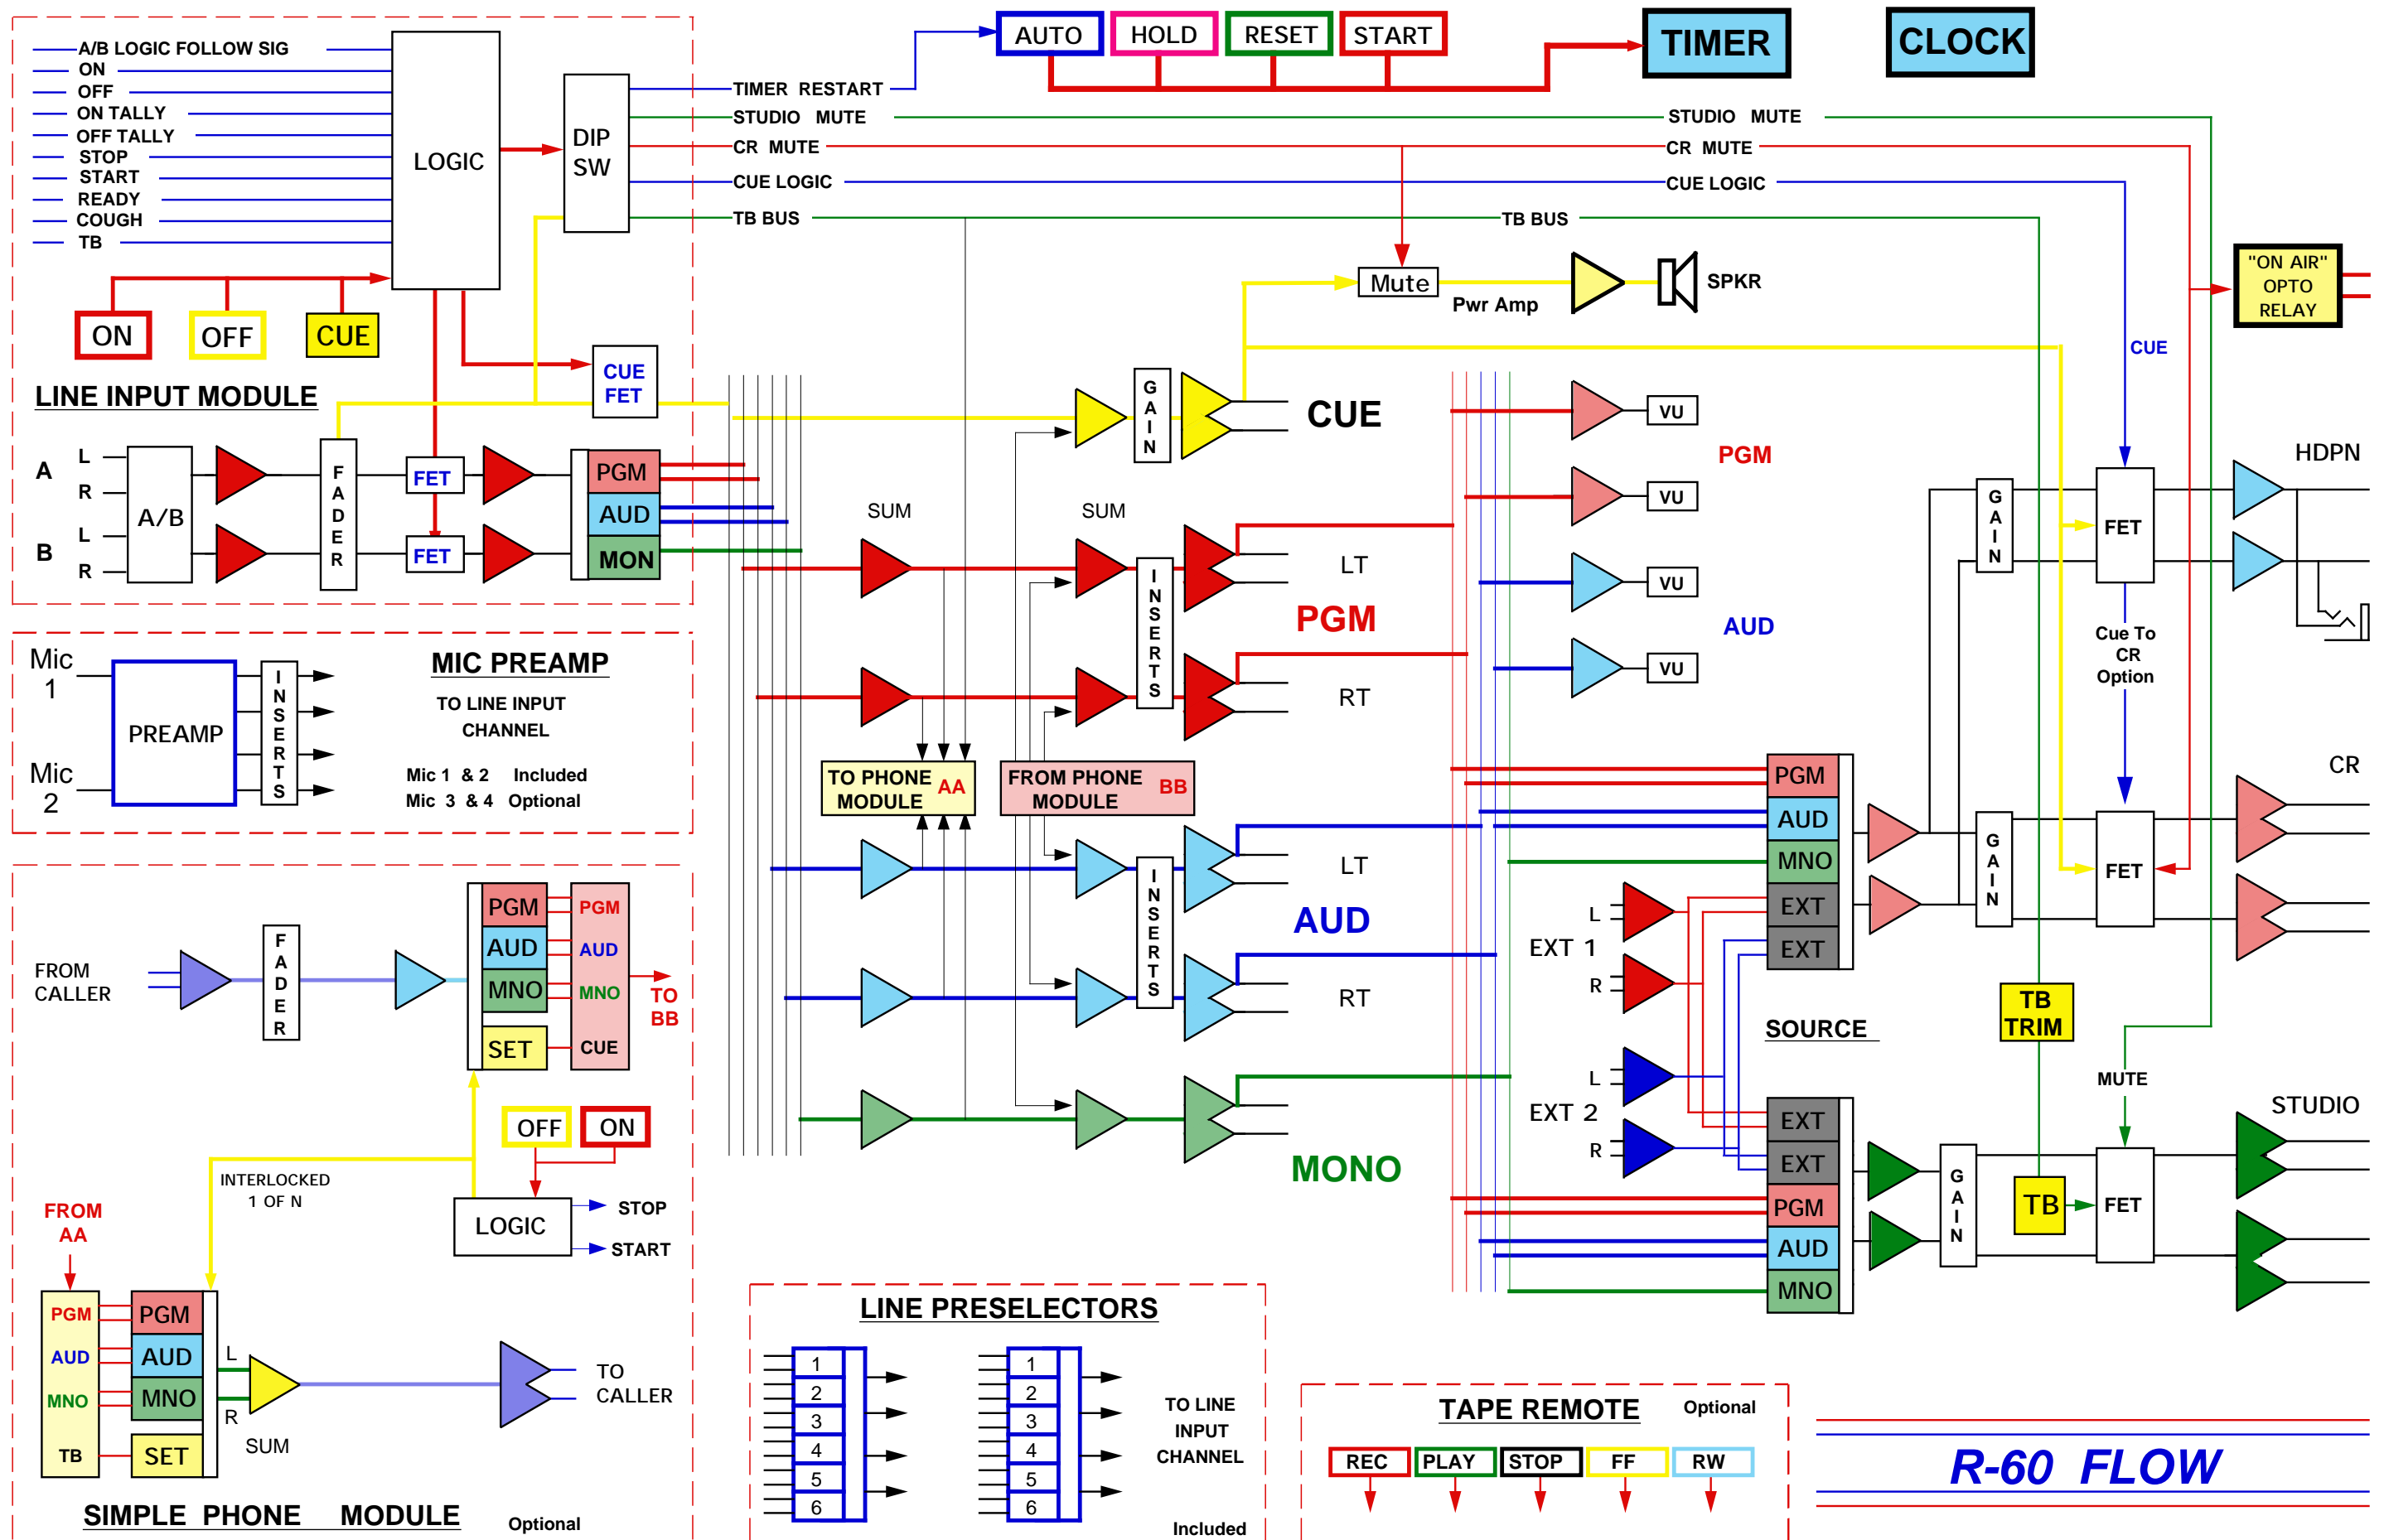 A/B LOGIC FOLLOW SIG
ON
OFF
ON TALLY
OFF TALLY
STOP
START
READY
COUGH
TB
LOGIC
DIP
SW
ON
OFF
CUE
CUE
FET
LINE INPUT MODULE
A
L
R
B
L
R
A/B
FADER
FET
FET
PGM
AUD
MON
AUTO
HOLD
RESET
START
TIMER
CLOCK
TIMER RESTART
STUDIO MUTE
STUDIO MUTE
CR MUTE
CR MUTE
CUE LOGIC
CUE LOGIC
TB BUS
TB BUS
Mute
Pwr Amp
SPKR
"ON AIR"
OPTO
RELAY
CUE
GAIN
CUE
VU
VU
PGM
VU
VU
AUD
SUM
SUM
INSERTS
LT
PGM
RT
TO PHONE
MODULE
AA
FROM PHONE
MODULE
BB
INSERTS
LT
AUD
RT
MONO
HDPN
GAIN
FET
Cue To
CR
Option
CR
GAIN
FET
PGM
AUD
MNO
EXT
EXT
L
EXT 1
R
SOURCE
L
EXT 2
R
EXT
EXT
PGM
AUD
MNO
TB
TRIM
MUTE
STUDIO
GAIN
TB
FET
Mic
1
Mic
2
PREAMP
INSERTS
MIC PREAMP
TO LINE INPUT
CHANNEL
Mic 1 & 2 Included
Mic 3 & 4 Optional
FROM
CALLER
FADER
PGM
AUD
MNO
SET
PGM
AUD
MNO
CUE
TO
BB
OFF
ON
INTERLOCKED
1 OF N
LOGIC
STOP
START
FROM
AA
PGM
AUD
MNO
TB
PGM
AUD
MNO
SET
L
R
SUM
TO
CALLER
SIMPLE PHONE MODULE Optional
LINE PRESELECTORS
1
2
3
4
5
6
1
2
3
4
5
6
TO LINE
INPUT
CHANNEL
Included
TAPE REMOTE Optional
REC
PLAY
STOP
FF
RW
R-60 FLOW